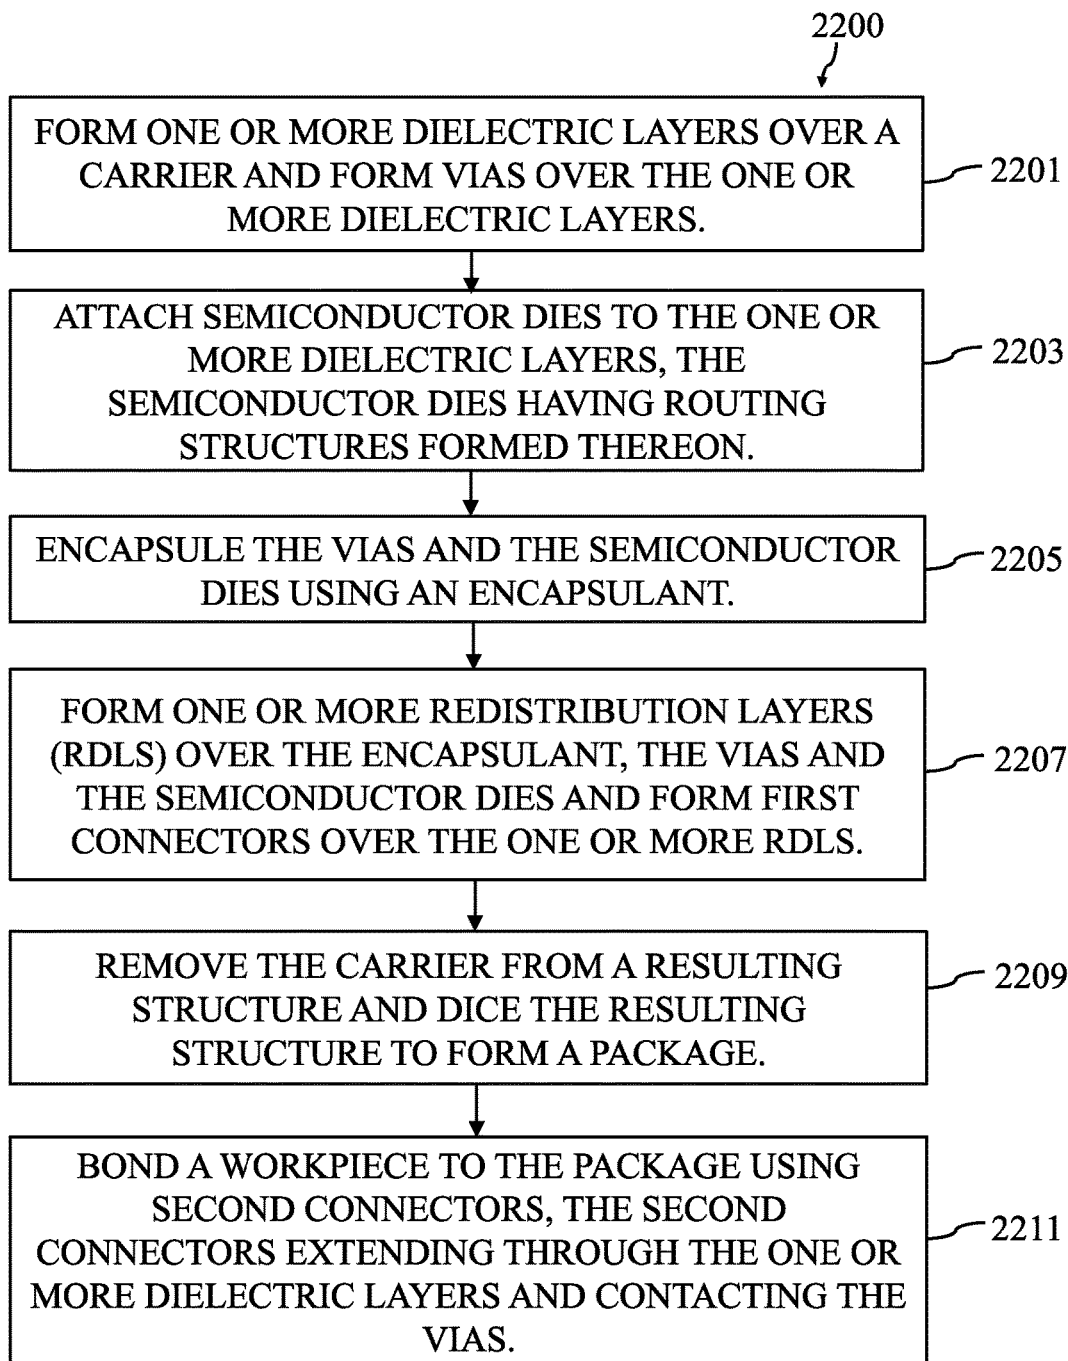 2200
FORM ONE OR MORE DIELECTRIC LAYERS OVER A
CARRIER AND FORM VIAS OVER THE ONE OR
MORE DIELECTRIC LAYERS.
2201
ATTACH SEMICONDUCTOR DIES TO THE ONE OR
MORE DIELECTRIC LAYERS, THE
SEMICONDUCTOR DIES HAVING ROUTING
STRUCTURES FORMED THEREON.
2203
ENCAPSULE THE VIAS AND THE SEMICONDUCTOR
DIES USING AN ENCAPSULANT.
2205
FORM ONE OR MORE REDISTRIBUTION LAYERS
(RDLS) OVER THE ENCAPSULANT, THE VIAS AND
THE SEMICONDUCTOR DIES AND FORM FIRST
CONNECTORS OVER THE ONE OR MORE RDLS.
2207
REMOVE THE CARRIER FROM A RESULTING
STRUCTURE AND DICE THE RESULTING
STRUCTURE TO FORM A PACKAGE.
2209
BOND A WORKPIECE TO THE PACKAGE USING
SECOND CONNECTORS, THE SECOND
CONNECTORS EXTENDING THROUGH THE ONE OR
MORE DIELECTRIC LAYERS AND CONTACTING THE
VIAS.
2211